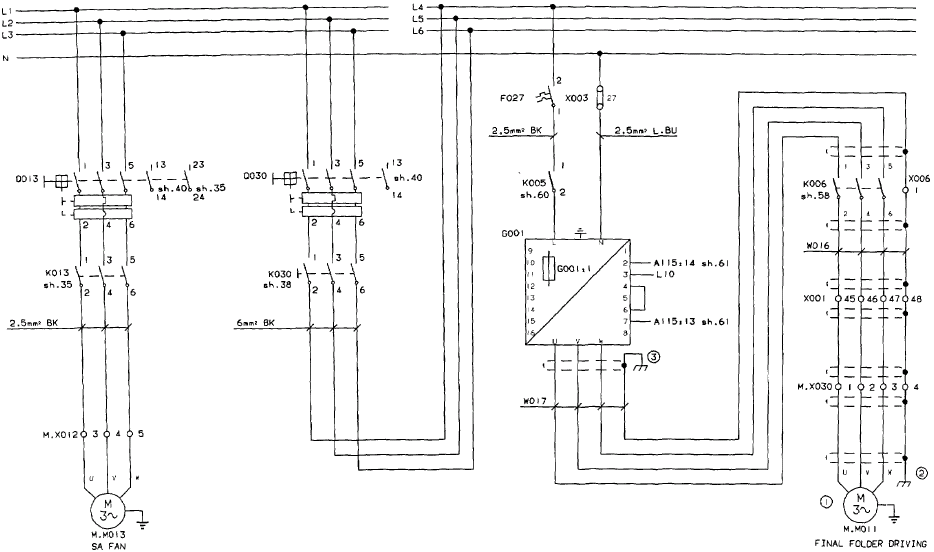 L1
L2
L3
N
L4
L5
L6
F027
2
1
X003
27
2.5mm² BK
2.5mm² L.BU
Q013
1 3 5 13 23
sh.40 sh.35
14 24
2 4 6
Q030
1 3 5 13
sh.40
14
2 4 6
K005
sh.60
1
2
K006
sh.58
1 3 5
2 4 6
X006
1
W016
K013
sh.35
1 3 5
2 4 6
K030
sh.38
1 3 5
2 4 6
G001
L N
9 1
10 2
11 3
12 4
13 5
14 6
15 7
16 8
G001:1
A115:14 sh.61
L10
A115:13 sh.61
U V W
X001 45 46 47 48
2.5mm² BK
6mm² BK
3
W017
M.X030 1 2 3 4
M.X012 3 4 5
U V W
M
3~
M.M013
SA FAN
U V W
2
1
M
3~
M.M011
FINAL FOLDER DRIVING